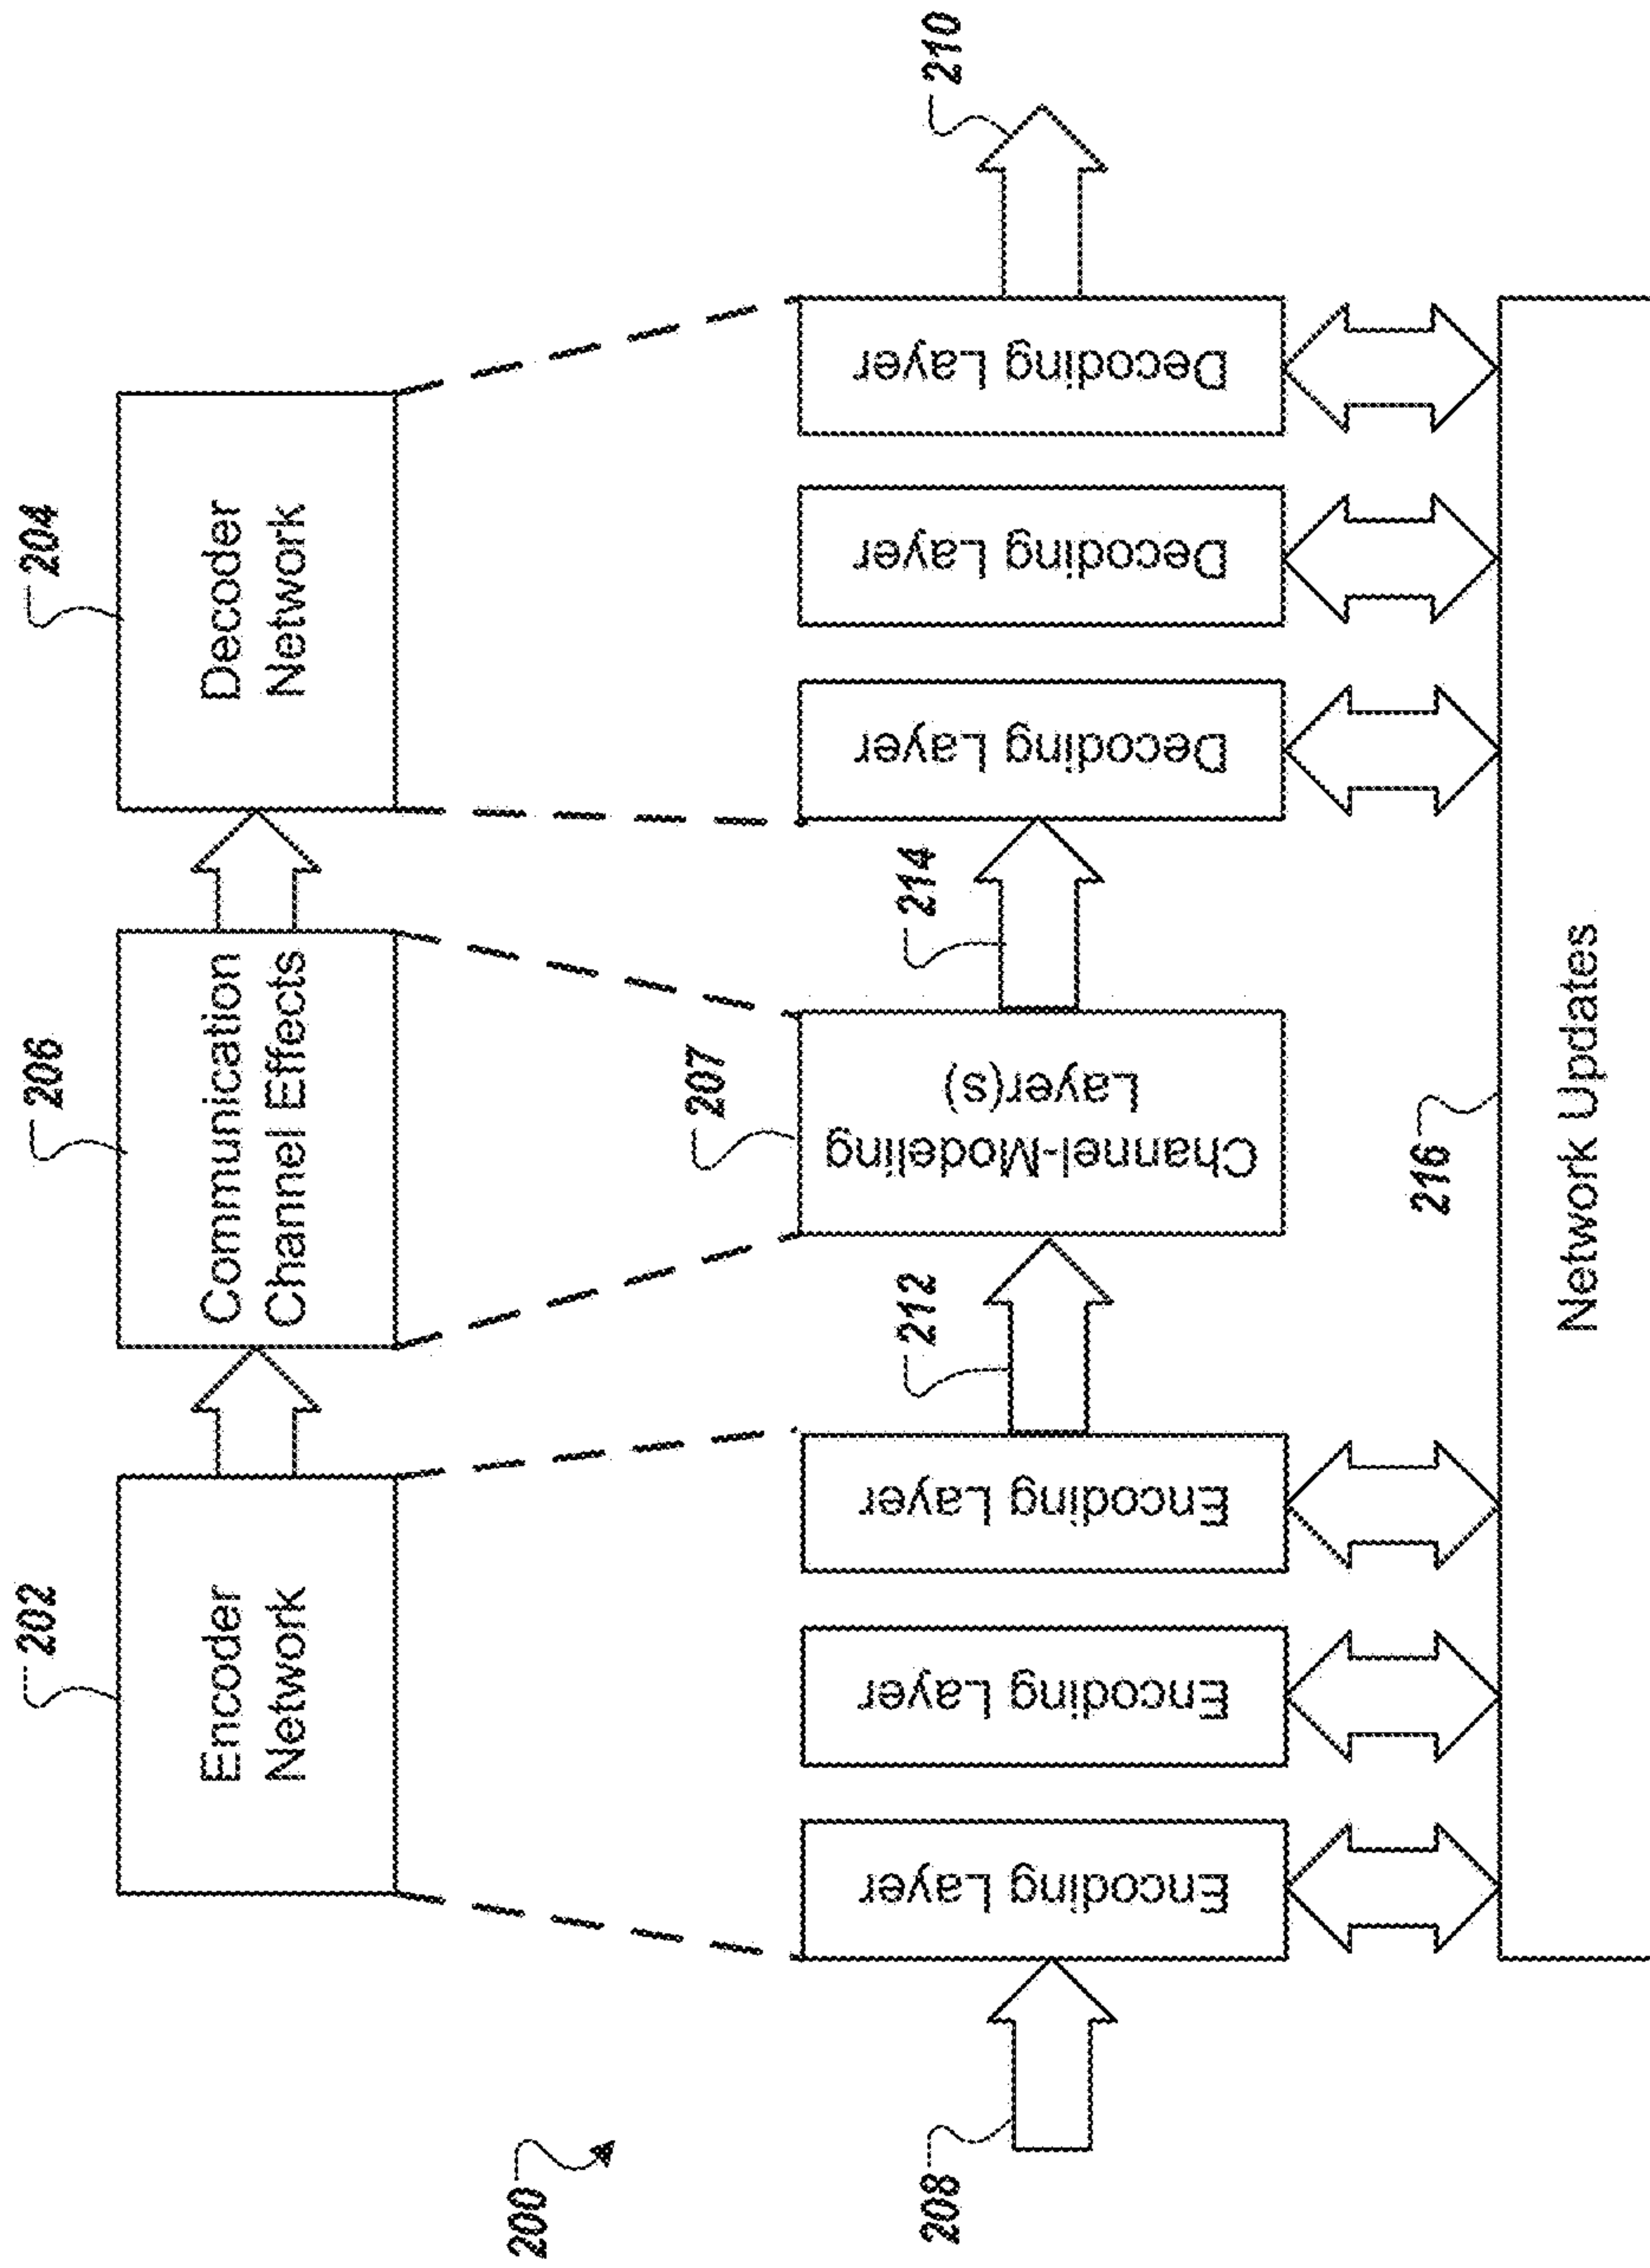 202
Encoder
Network
206
Communication
Channel Effects
204
Decoder
Network
200
207
208
Encoding Layer
Encoding Layer
Encoding Layer
212
Channel-Modeling
Layer(s)
214
Decoding Layer
Decoding Layer
Decoding Layer
210
216
Network Updates